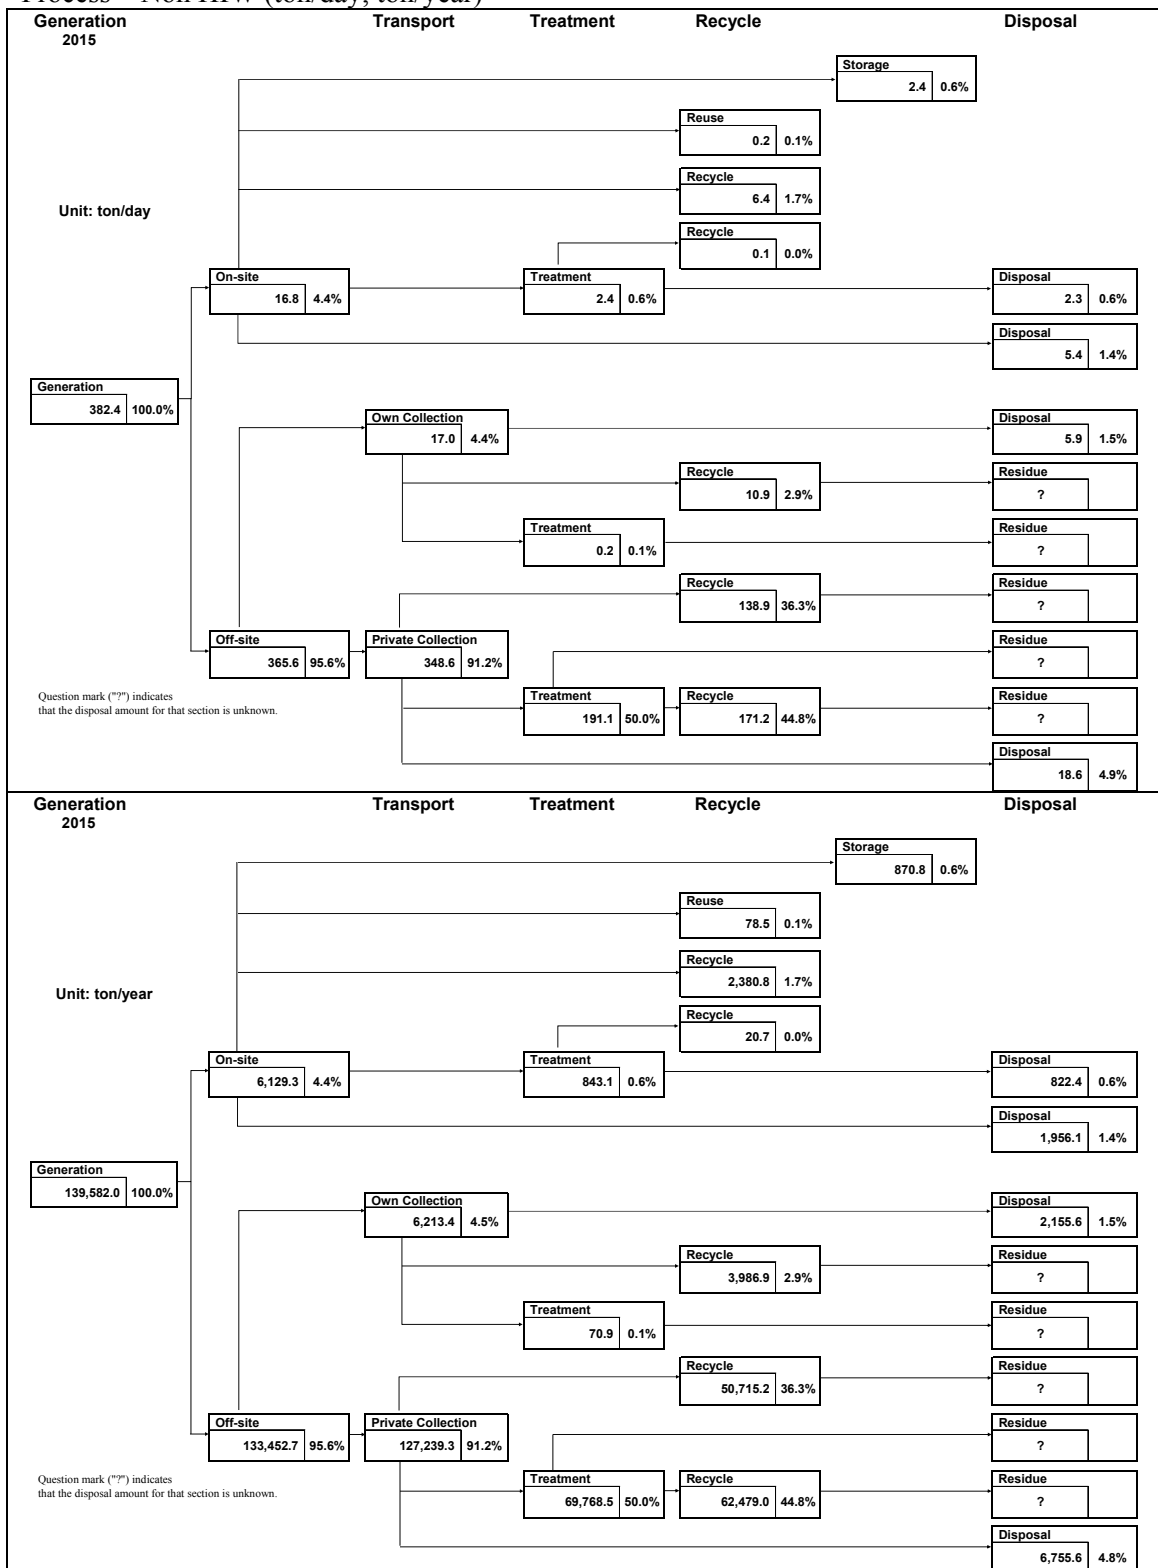 Process – Non HIW (ton/day, ton/year)
Generation Transport Treatment Recycle Disposal
2015
Storage
2.4 0.6%
Reuse
0.2 0.1%
Recycle
6.4 1.7%
Unit: ton/day
Recycle
0.1 0.0%
On-site Treatment Disposal
16.8 4.4% 2.4 0.6% 2.3 0.6%
Disposal
5.4 1.4%
Generation
382.4 100.0%
Own Collection Disposal
17.0 4.4% 5.9 1.5%
Recycle Residue
10.9 2.9% ?
Treatment Residue
0.2 0.1% ?
Recycle Residue
138.9 36.3% ?
Off-site Private Collection Residue
365.6 95.6% 348.6 91.2% ?
Question mark ("?") indicates
that the disposal amount for that section is unknown.
Treatment Recycle Residue
191.1 50.0% 171.2 44.8% ?
Disposal
18.6 4.9%
Generation Transport Treatment Recycle Disposal
2015
Storage
870.8 0.6%
Reuse
78.5 0.1%
Recycle
2,380.8 1.7%
Unit: ton/year
Recycle
20.7 0.0%
On-site Treatment Disposal
6,129.3 4.4% 843.1 0.6% 822.4 0.6%
Disposal
1,956.1 1.4%
Generation
139,582.0 100.0%
Own Collection Disposal
6,213.4 4.5% 2,155.6 1.5%
Recycle Residue
3,986.9 2.9% ?
Treatment Residue
70.9 0.1% ?
Recycle Residue
50,715.2 36.3% ?
Off-site Private Collection Residue
133,452.7 95.6% 127,239.3 91.2% ?
Question mark ("?") indicates
that the disposal amount for that section is unknown.
Treatment Recycle Residue
69,768.5 50.0% 62,479.0 44.8% ?
Disposal
6,755.6 4.8%